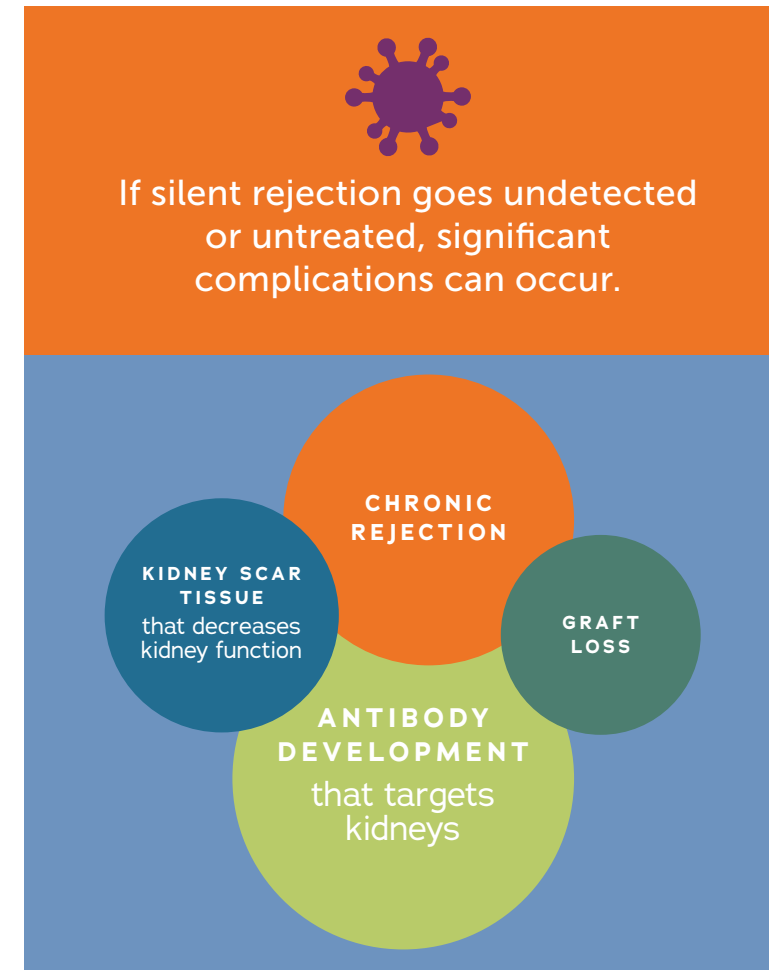 If silent rejection goes undetected
or untreated, significant
complications can occur.
CHRONIC
REJECTION
KIDNEY SCAR
TISSUE
that decreases
kidney function
GRAFT
LOSS
ANTIBODY
DEVELOPMENT
that targets
kidneys